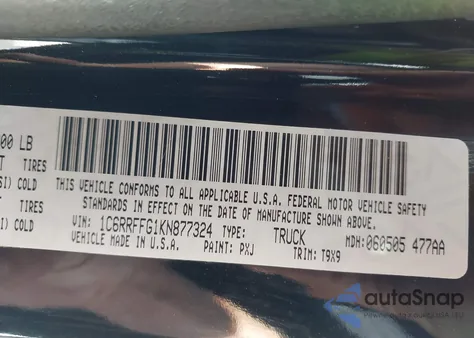 00 LB
T TIRES
SI) COLD
T TIRES
SI) COLD
THIS VEHICLE CONFORMS TO ALL APPLICABLE U.S.A. FEDERAL MOTOR VEHICLE SAFETY
STANDARDS IN EFFECT ON THE DATE OF MANUFACTURE SHOWN ABOVE.
VIN: 1C6RRFFG1KN877324 TYPE: TRUCK MDH: 060505 477AA
VEHICLE MADE IN U.S.A. PAINT: PXJ TRIM: T9X9
autoSnap